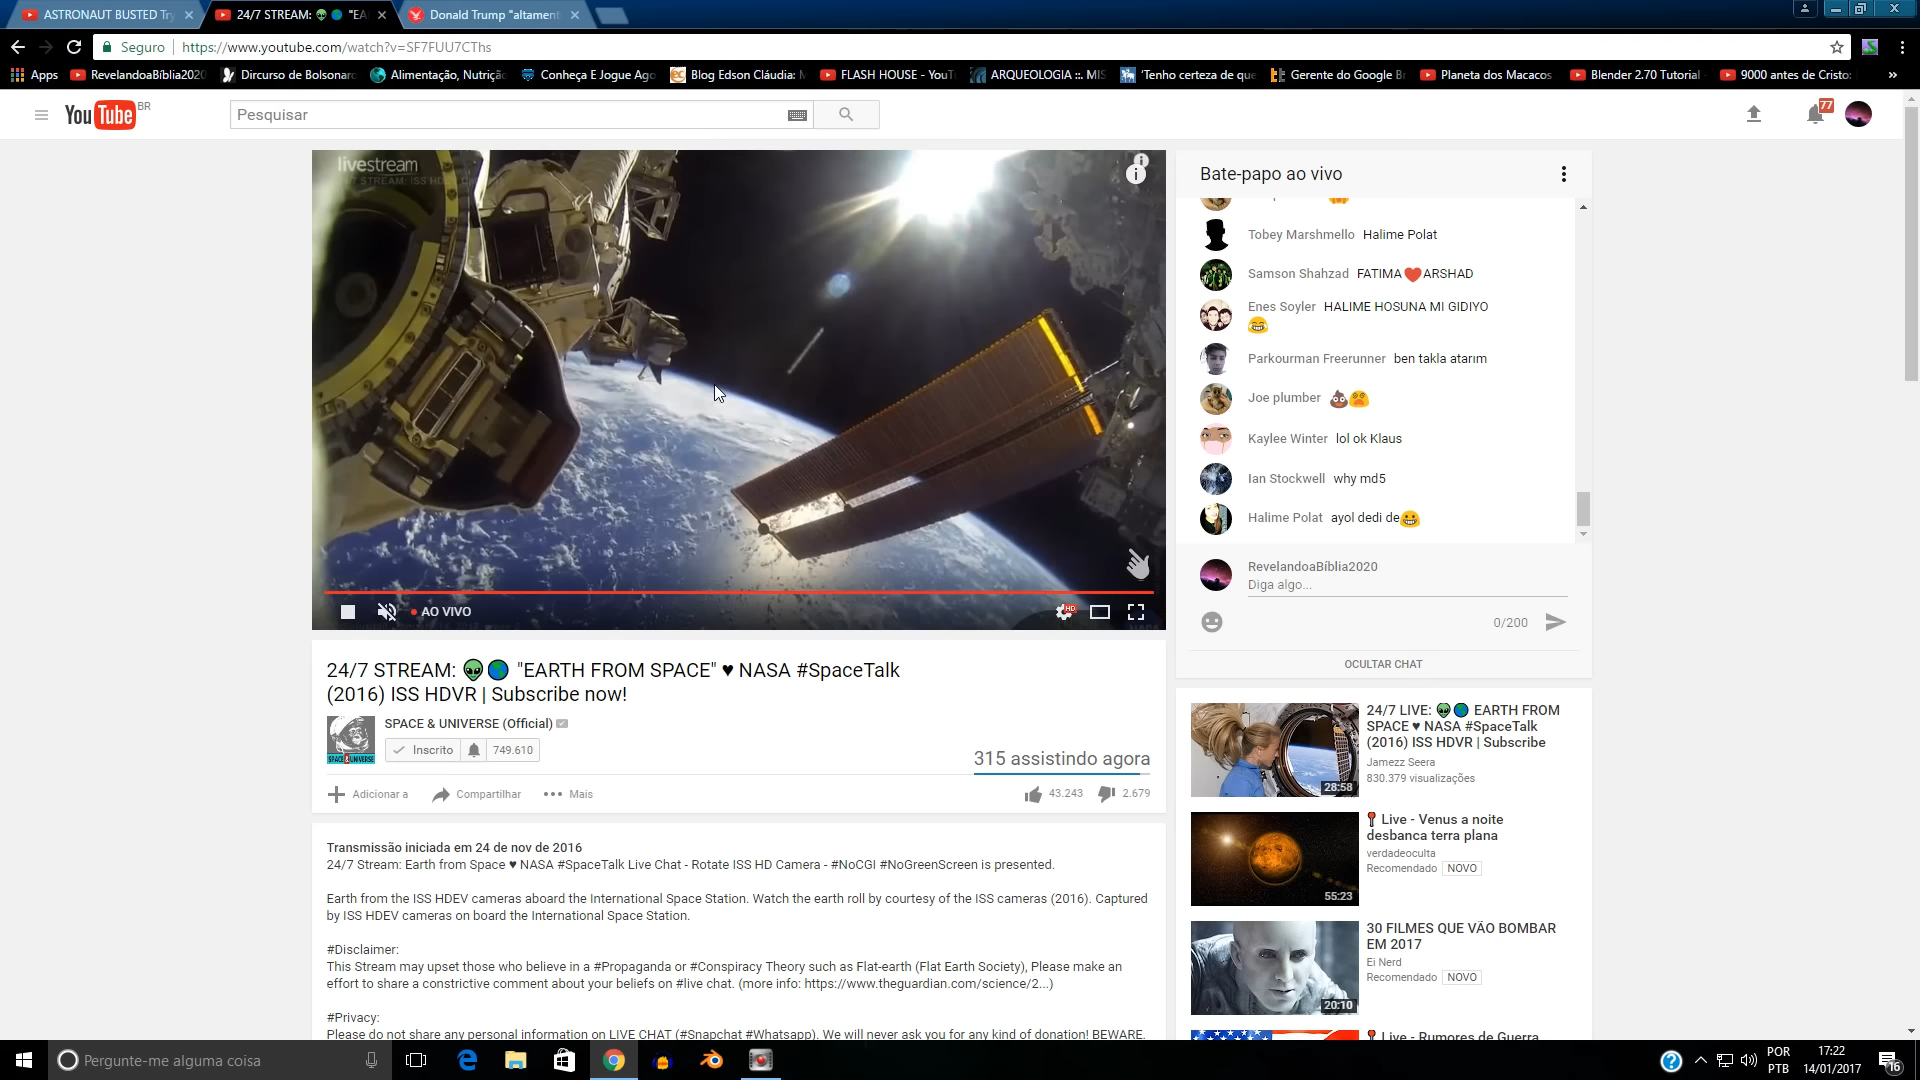 ASTRONAUT BUSTED Try
24/7 STREAM: 👽🌎 "EA
Donald Trump "altament
Seguro
https://www.youtube.com/watch?v=SF7FUU7CThs
Apps
RevelandoaBíblia2020
Dircurso de Bolsonaro
Alimentação, Nutrição
Conheça E Jogue Ago
Blog Edson Cláudia: M
FLASH HOUSE - YouT
ARQUEOLOGIA ::. MIS
'Tenho certeza de que
Gerente do Google Br
Planeta dos Macacos
Blender 2.70 Tutorial
9000 antes de Cristo:
YouTube BR
Pesquisar
77
livestream
AO VIVO
HD
Bate-papo ao vivo
Tobey Marshmello Halime Polat
Samson Shahzad FATIMA❤️ARSHAD
Enes Soyler HALIME HOSUNA MI GIDIYO
😂
Parkourman Freerunner ben takla atarım
Joe plumber 💩😵
Kaylee Winter lol ok Klaus
Ian Stockwell why md5
Halime Polat ayol dedi de😀
RevelandoaBíblia2020
Diga algo...
0/200
OCULTAR CHAT
24/7 STREAM: 👽🌎 "EARTH FROM SPACE" ♥ NASA #SpaceTalk
(2016) ISS HDVR | Subscribe now!
SPACE & UNIVERSE (Official)
SPACE & UNIVERSE
Inscrito
749.610
315 assistindo agora
Adicionar a
Compartilhar
Mais
43.243
2.679
Transmissão iniciada em 24 de nov de 2016
24/7 Stream: Earth from Space ♥ NASA #SpaceTalk Live Chat - Rotate ISS HD Camera - #NoCGI #NoGreenScreen is presented.
Earth from the ISS HDEV cameras aboard the International Space Station. Watch the earth roll by courtesy of the ISS cameras (2016). Captured
by ISS HDEV cameras on board the International Space Station.
#Disclaimer:
This Stream may upset those who believe in a #Propaganda or #Conspiracy Theory such as Flat-earth (Flat Earth Society), Please make an
effort to share a constrictive comment about your beliefs on #live chat. (more info: https://www.theguardian.com/science/2...)
#Privacy:
Please do not share any personal information on LIVE CHAT (#Snapchat #Whatsapp). We will never ask you for any kind of donation! BEWARE.
24/7 LIVE: 👽🌎 EARTH FROM
SPACE ♥ NASA #SpaceTalk
(2016) ISS HDVR | Subscribe
Jamezz Seera
830.379 visualizações
28:58
Live - Venus a noite
desbanca terra plana
verdadeoculta
Recomendado NOVO
55:23
30 FILMES QUE VÃO BOMBAR
EM 2017
Ei Nerd
Recomendado NOVO
20:10
Live - Rumores de Guerra
Pergunte-me alguma coisa
POR
PTB
17:22
14/01/2017
16